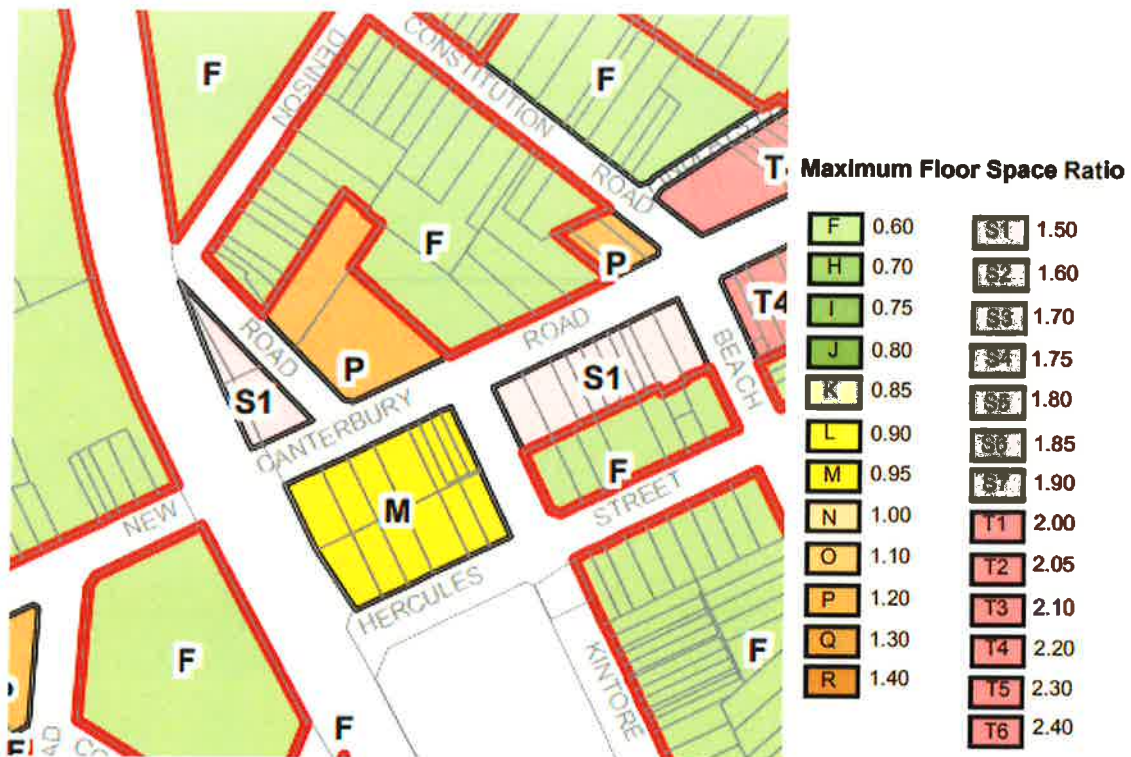 F
DENISON
CONSTITUTION
F
ROAD
T
F
P
T4
ROAD
ROAD
S1
P
S1
BEACH
CANTERBURY
F
STREET
M
NEW
HERCULES
F
KINTORE
F
F
Maximum Floor Space Ratio
F 0.60
H 0.70
I 0.75
J 0.80
K 0.85
L 0.90
M 0.95
N 1.00
O 1.10
P 1.20
Q 1.30
R 1.40
S1 1.50
S2 1.60
S3 1.70
S4 1.75
S5 1.80
S6 1.85
S7 1.90
T1 2.00
T2 2.05
T3 2.10
T4 2.20
T5 2.30
T6 2.40